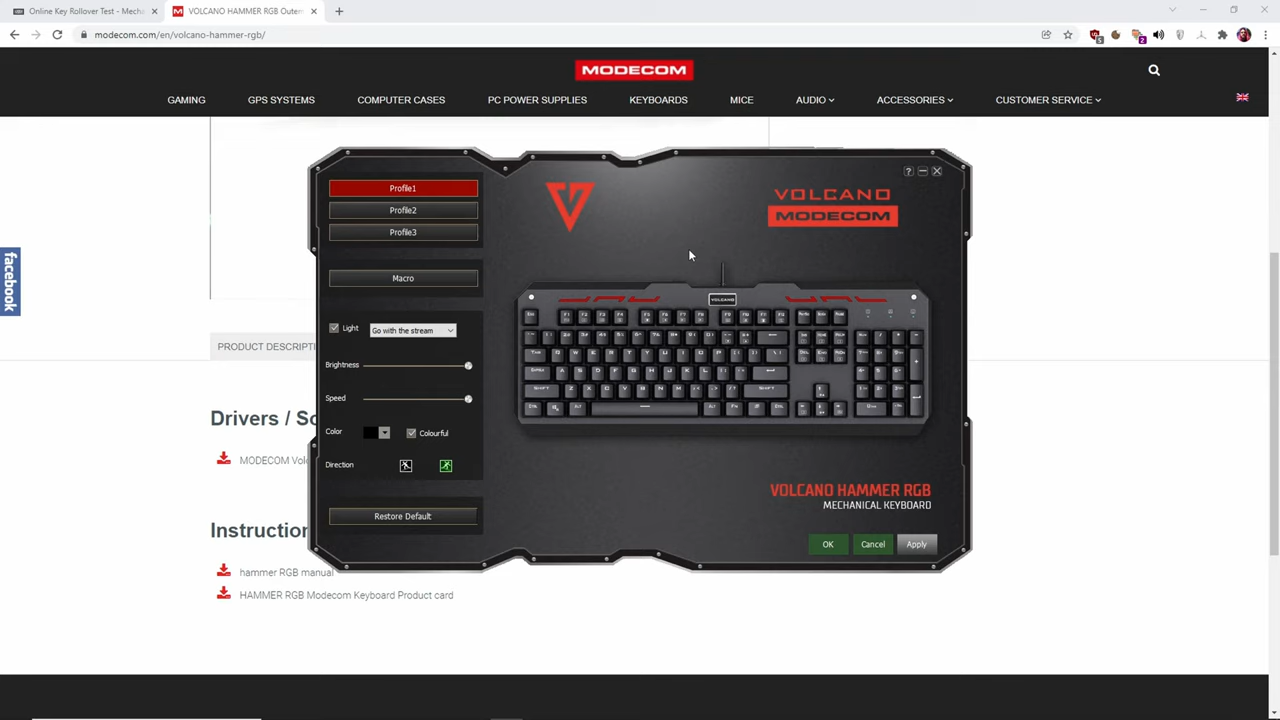 Online Key Rollover Test - Mecha
VOLCANO HAMMER RGB Outem
modecom.com/en/volcano-hammer-rgb/
MODECOM
GAMING
GPS SYSTEMS
COMPUTER CASES
PC POWER SUPPLIES
KEYBOARDS
MICE
AUDIO
ACCESSORIES
CUSTOMER SERVICE
facebook
Profile1
Profile2
Profile3
Macro
Light
Go with the stream
Brightness
Speed
Color
Colourful
Direction
Restore Default
VOLCANO
MODECOM
VOLCANO
VOLCANO HAMMER RGB
MECHANICAL KEYBOARD
OK
Cancel
Apply
PRODUCT DESCRIPTI
Drivers / So
MODECOM Volc
Instruction
hammer RGB manual
HAMMER RGB Modecom Keyboard Product card